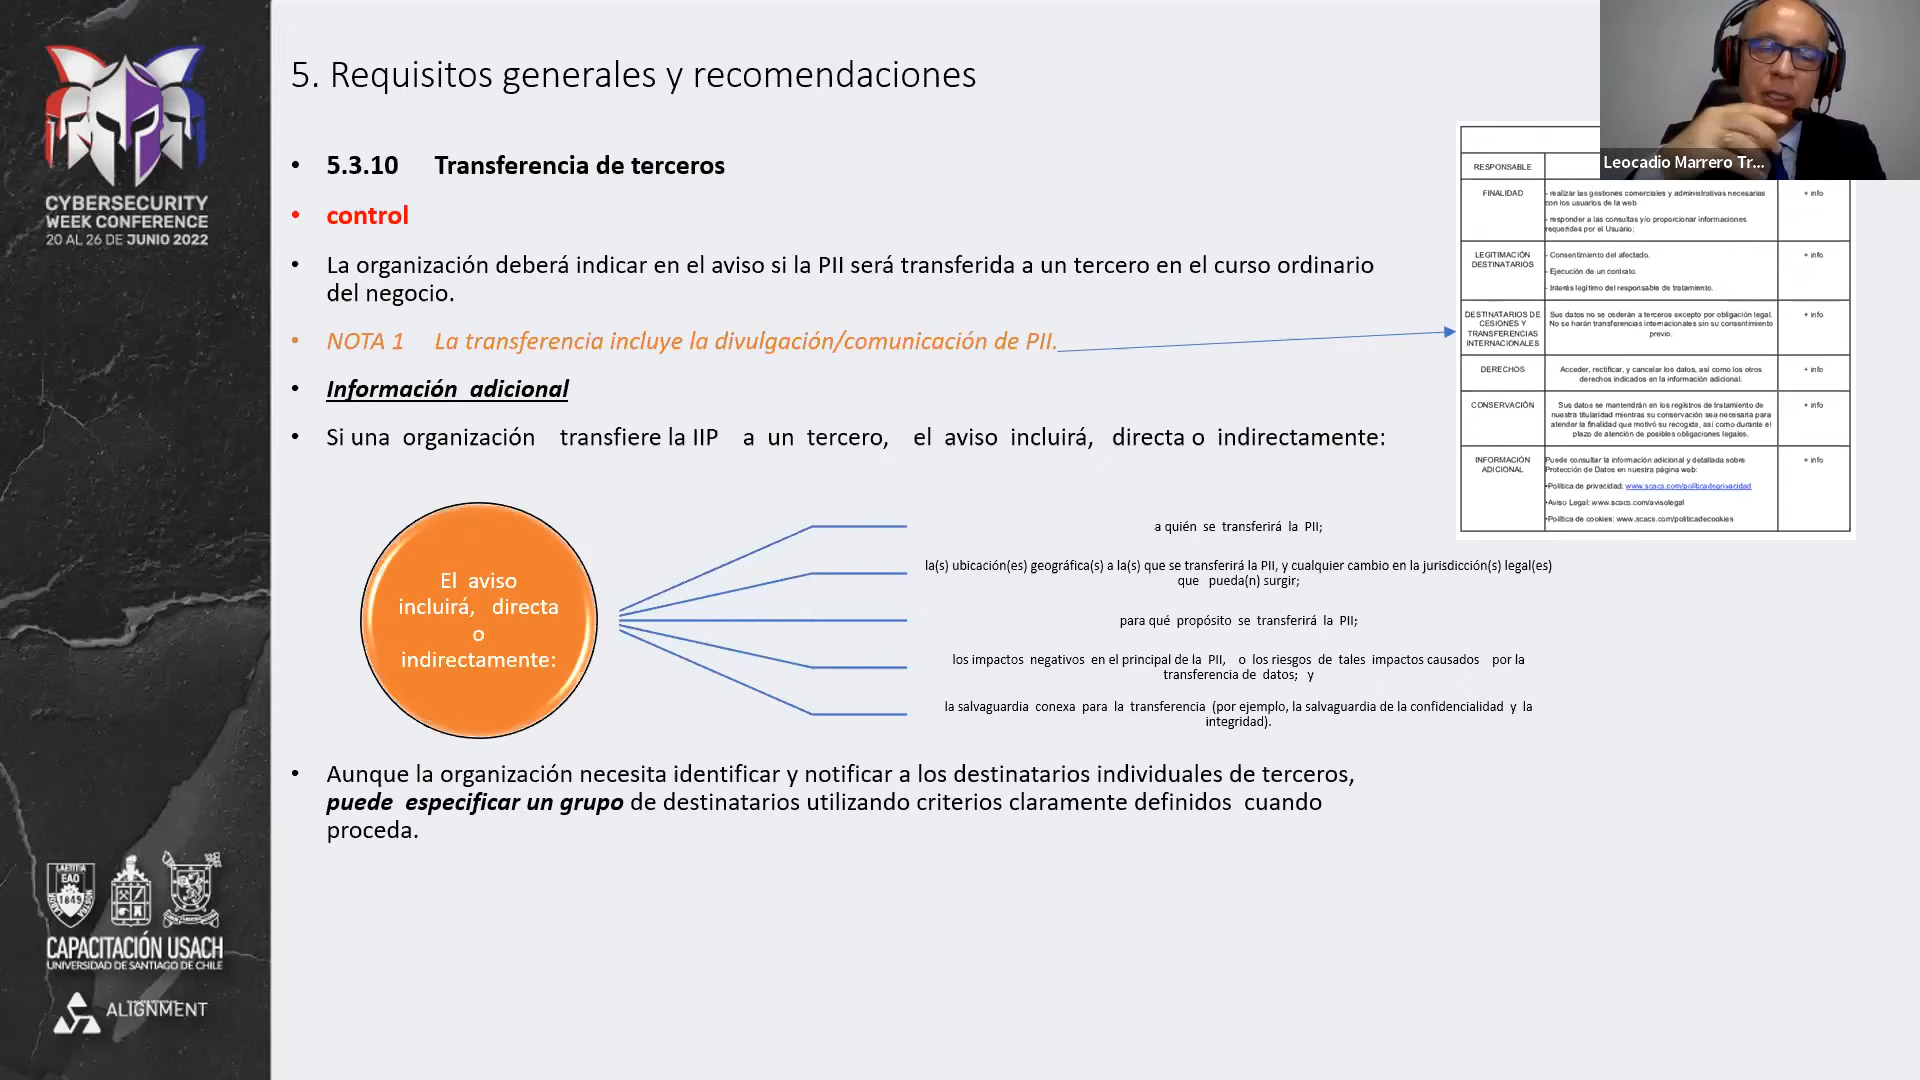 CYBERSECURITY
WEEK CONFERENCE
20 AL 26 DE JUNIO 2022
5. Requisitos generales y recomendaciones
• 5.3.10 Transferencia de terceros
• control
• La organización deberá indicar en el aviso si la PII será transferida a un tercero en el curso ordinario
del negocio.
• NOTA 1 La transferencia incluye la divulgación/comunicación de PII.
• Información adicional
• Si una organización transfiere la IIP a un tercero, el aviso incluirá, directa o indirectamente:
El aviso
incluirá, directa
o
indirectamente:
a quién se transferirá la PII;
la(s) ubicación(es) geográfica(s) a la(s) que se transferirá la PII, y cualquier cambio en la jurisdicción(s) legal(es)
que pueda(n) surgir;
para qué propósito se transferirá la PII;
los impactos negativos en el principal de la PII, o los riesgos de tales impactos causados por la
transferencia de datos; y
la salvaguardia conexa para la transferencia (por ejemplo, la salvaguardia de la confidencialidad y la
integridad).
• Aunque la organización necesita identificar y notificar a los destinatarios individuales de terceros,
puede especificar un grupo de destinatarios utilizando criterios claramente definidos cuando
proceda.
Leocadio Marrero Tr...
RESPONSABLE
FINALIDAD
- realizar las gestiones comerciales y administrativas necesarias
con los usuarios de la web
- responder a las consultas y/o proporcionar informaciones
requeridas por el Usuario;
+ info
LEGITIMACIÓN
DESTINATARIOS
- Consentimiento del afectado.
- Ejecución de un contrato.
- Interés legítimo del responsable de tratamiento.
+ info
DESTINATARIOS DE
CESIONES Y
TRANSFERENCIAS
INTERNACIONALES
Sus datos no se cederán a terceros excepto por obligación legal.
No se harán transferencias internacionales sin su consentimiento
previo.
+ info
DERECHOS
Acceder, rectificar, y cancelar los datos, así como los otros
derechos indicados en la información adicional.
+ info
CONSERVACIÓN
Sus datos se mantendrán en los registros de tratamiento de
nuestra titularidad mientras su conservación sea necesaria para
atender la finalidad que motivó su recogida, así como durante el
plazo de atención de posibles obligaciones legales.
+ info
INFORMACIÓN
ADICIONAL
Puede consultar la información adicional y detallada sobre
Protección de Datos en nuestra página web:
•Política de privacidad: www.scacs.com/politicadeprivacidad
•Aviso Legal: www.scacs.com/avisolegal
•Política de cookies: www.scacs.com/politicadecookies
+ info
LAETITIA
EAO
1849
CAPACITACIÓN USACH
UNIVERSIDAD DE SANTIAGO DE CHILE
ALIGNMENT